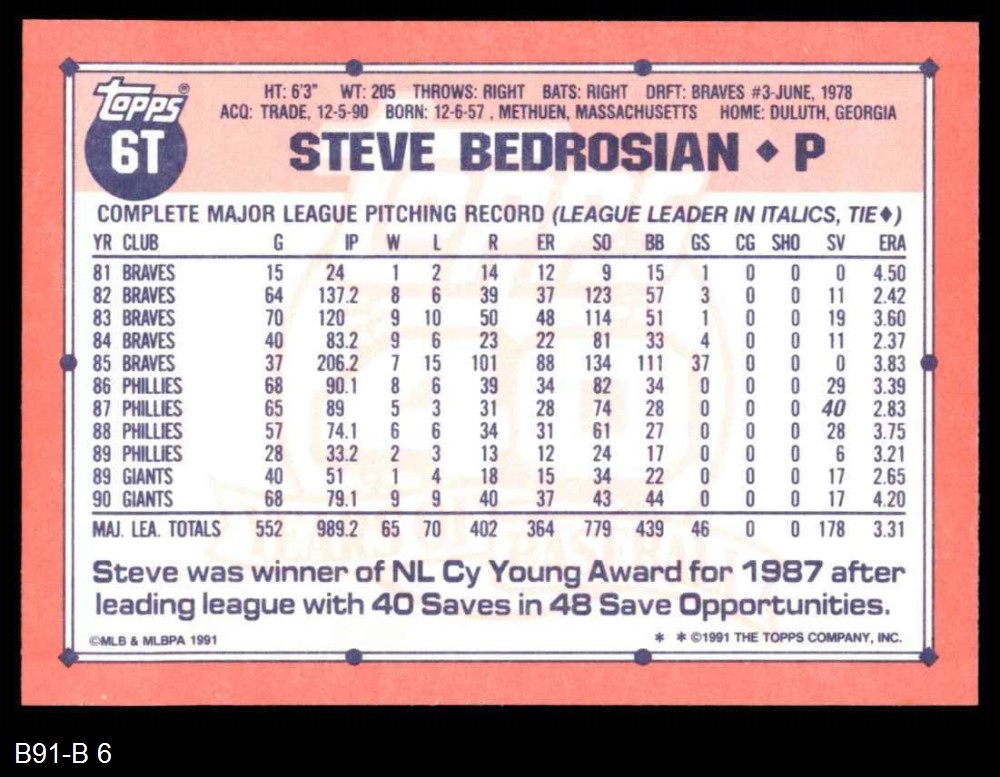 topps®
6T
HT: 6'3" WT: 205 THROWS: RIGHT BATS: RIGHT DRFT: BRAVES #3-JUNE, 1978
ACQ: TRADE, 12-5-90 BORN: 12-6-57 , METHUEN, MASSACHUSETTS HOME: DULUTH, GEORGIA
STEVE BEDROSIAN ♦ P
COMPLETE MAJOR LEAGUE PITCHING RECORD (LEAGUE LEADER IN ITALICS, TIE♦)
YR CLUB G IP W L R ER SO BB GS CG SHO SV ERA
81 BRAVES 15 24 1 2 14 12 9 15 1 0 0 0 4.50
82 BRAVES 64 137.2 8 6 39 37 123 57 3 0 0 11 2.42
83 BRAVES 70 120 9 10 50 48 114 51 1 0 0 19 3.60
84 BRAVES 40 83.2 9 6 23 22 81 33 4 0 0 11 2.37
85 BRAVES 37 206.2 7 15 101 88 134 111 37 0 0 0 3.83
86 PHILLIES 68 90.1 8 6 39 34 82 34 0 0 0 29 3.39
87 PHILLIES 65 89 5 3 31 28 74 28 0 0 0 40 2.83
88 PHILLIES 57 74.1 6 6 34 31 61 27 0 0 0 28 3.75
89 PHILLIES 28 33.2 2 3 13 12 24 17 0 0 0 6 3.21
89 GIANTS 40 51 1 4 18 15 34 22 0 0 0 17 2.65
90 GIANTS 68 79.1 9 9 40 37 43 44 0 0 0 17 4.20
MAJ. LEA. TOTALS 552 989.2 65 70 402 364 779 439 46 0 0 178 3.31
Steve was winner of NL Cy Young Award for 1987 after
leading league with 40 Saves in 48 Save Opportunities.
©MLB & MLBPA 1991 * * ©1991 THE TOPPS COMPANY, INC.
B91-B 6